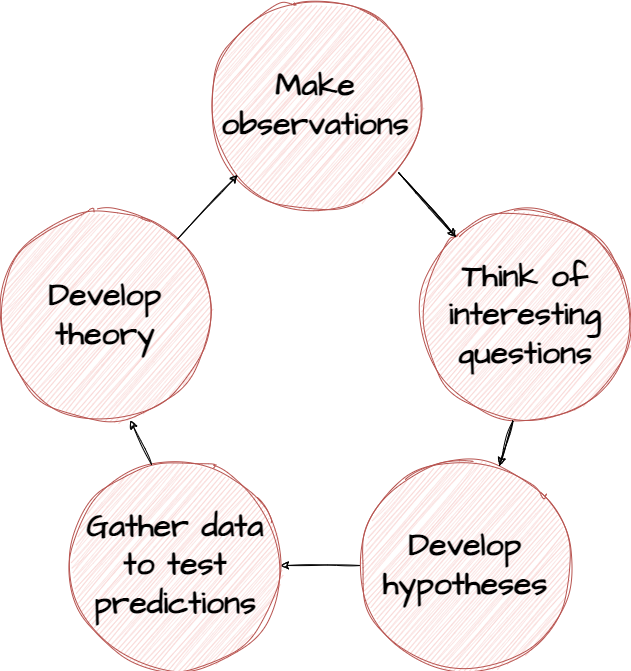 Make
observations
Think of
interesting
questions
Develop
hypotheses
Gather data
to test
predictions
Develop
theory